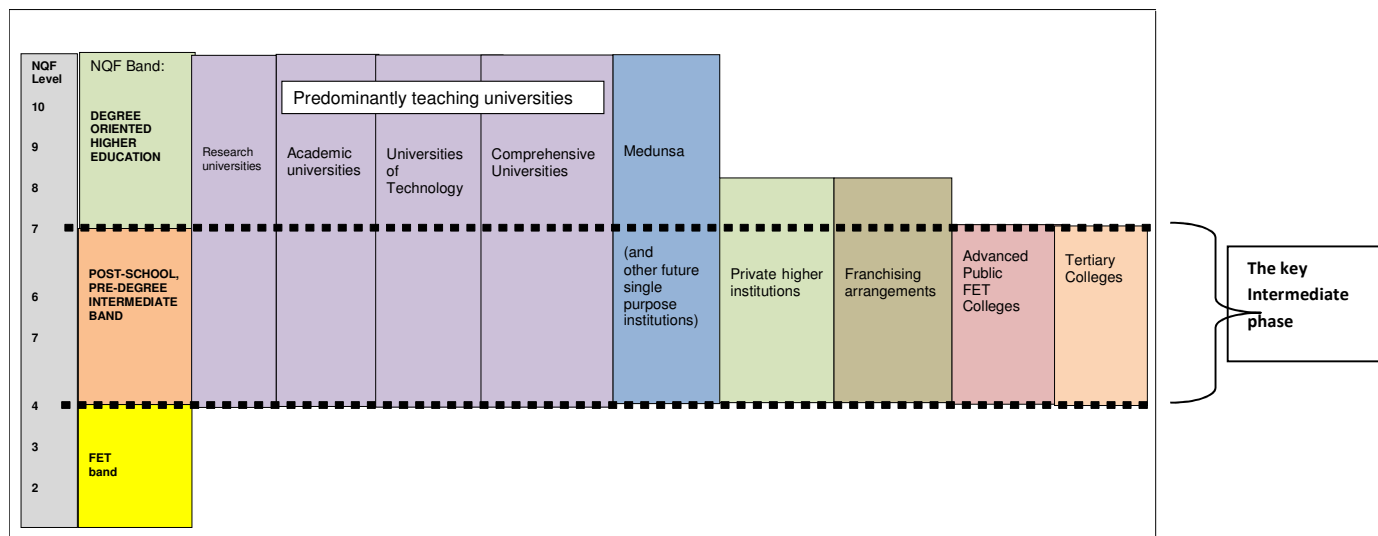 NQF
Level
10
9
8
7
6
7
4
3
2
NQF Band:
DEGREE
ORIENTED
HIGHER
EDUCATION
POST-SCHOOL,
PRE-DEGREE
INTERMEDIATE
BAND
FET
band
Predominantly teaching universities
Research
universities
Academic
universities
Universities
of
Technology
Comprehensive
Universities
Medunsa
(and
other future
single
purpose
institutions)
Private higher
institutions
Franchising
arrangements
Advanced
Public
FET
Colleges
Tertiary
Colleges
The key
Intermediate
phase